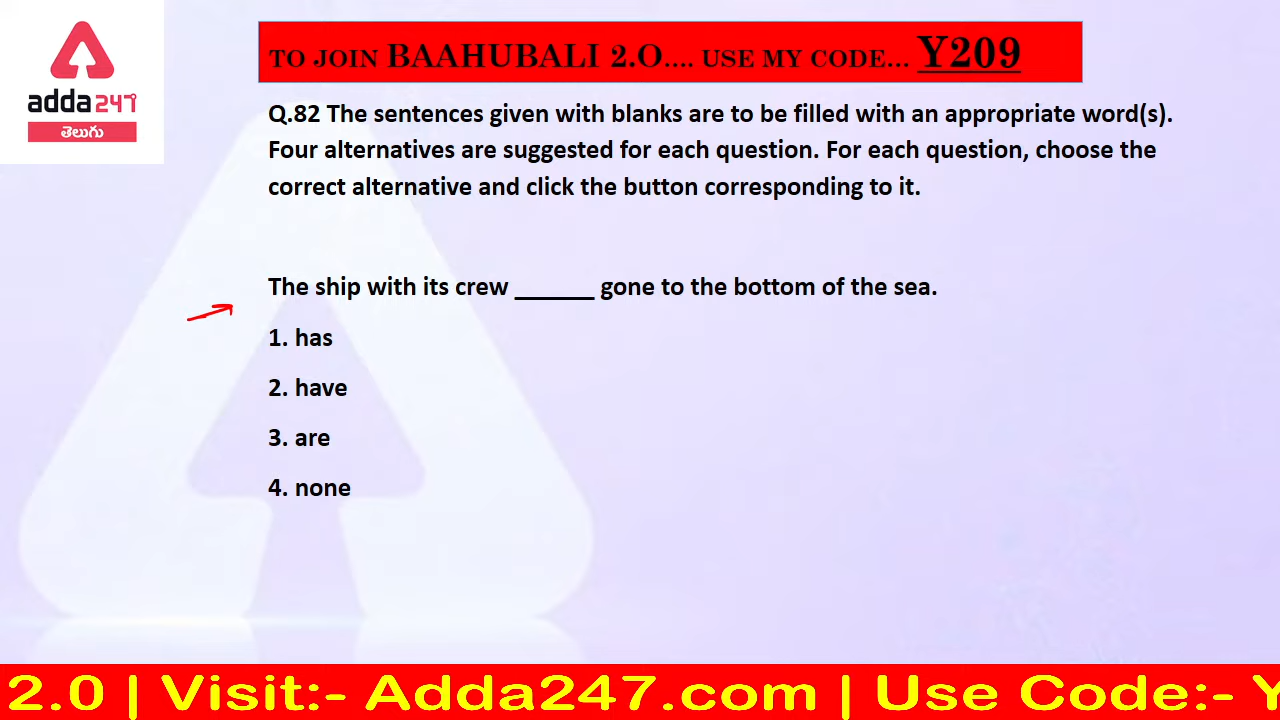 TO JOIN BAAHUBALI 2.O.... USE MY CODE... Y209
adda247
తెలుగు
Q.82 The sentences given with blanks are to be filled with an appropriate word(s).
Four alternatives are suggested for each question. For each question, choose the
correct alternative and click the button corresponding to it.
The ship with its crew ______ gone to the bottom of the sea.
1. has
2. have
3. are
4. none
2.0 | Visit:- Adda247.com | Use Code:- Y